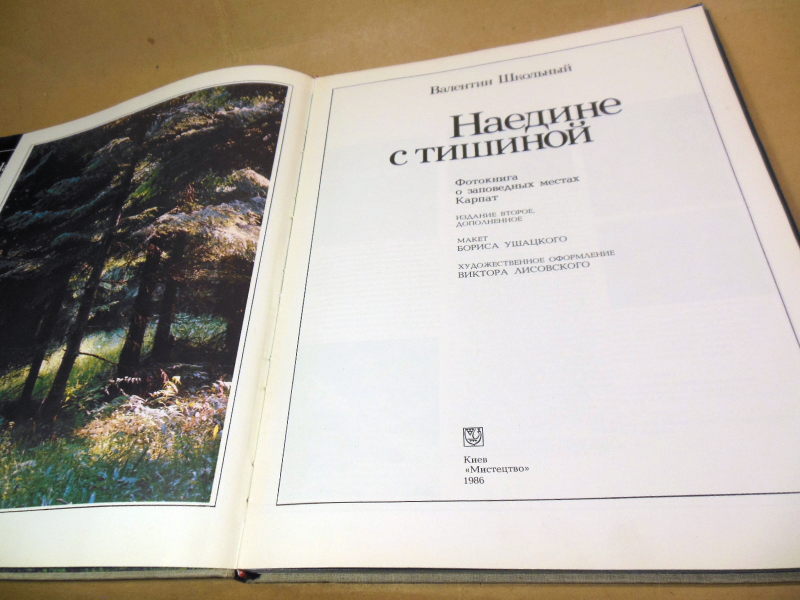 Валентин Школьный
Наедине
с тишиной
Фотокнига
о заповедных местах
Карпат
ИЗДАНИЕ ВТОРОЕ,
ДОПОЛНЕННОЕ
МАКЕТ
БОРИСА УШАЦКОГО
ХУДОЖЕСТВЕННОЕ ОФОРМЛЕНИЕ
ВИКТОРА ЛИСОВСКОГО
Киев
«Мистецтво»
1986